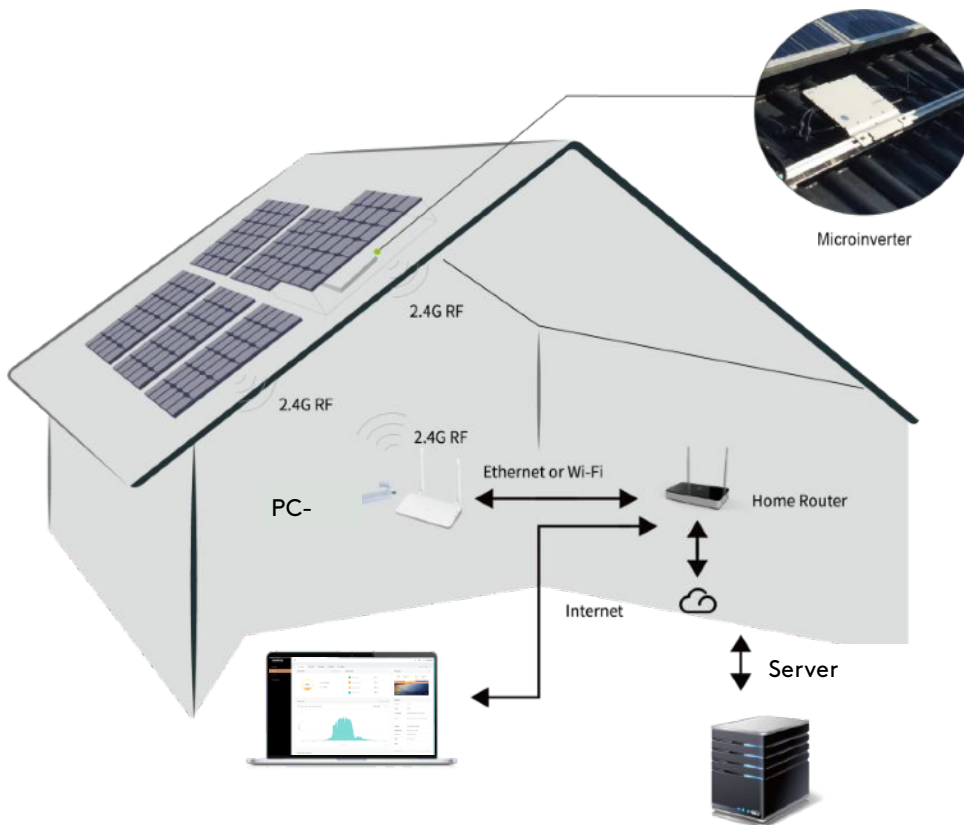 Microinverter
2.4G RF
2.4G RF
2.4G RF
Ethernet or Wi-Fi
PC-
Home Router
Internet
Server